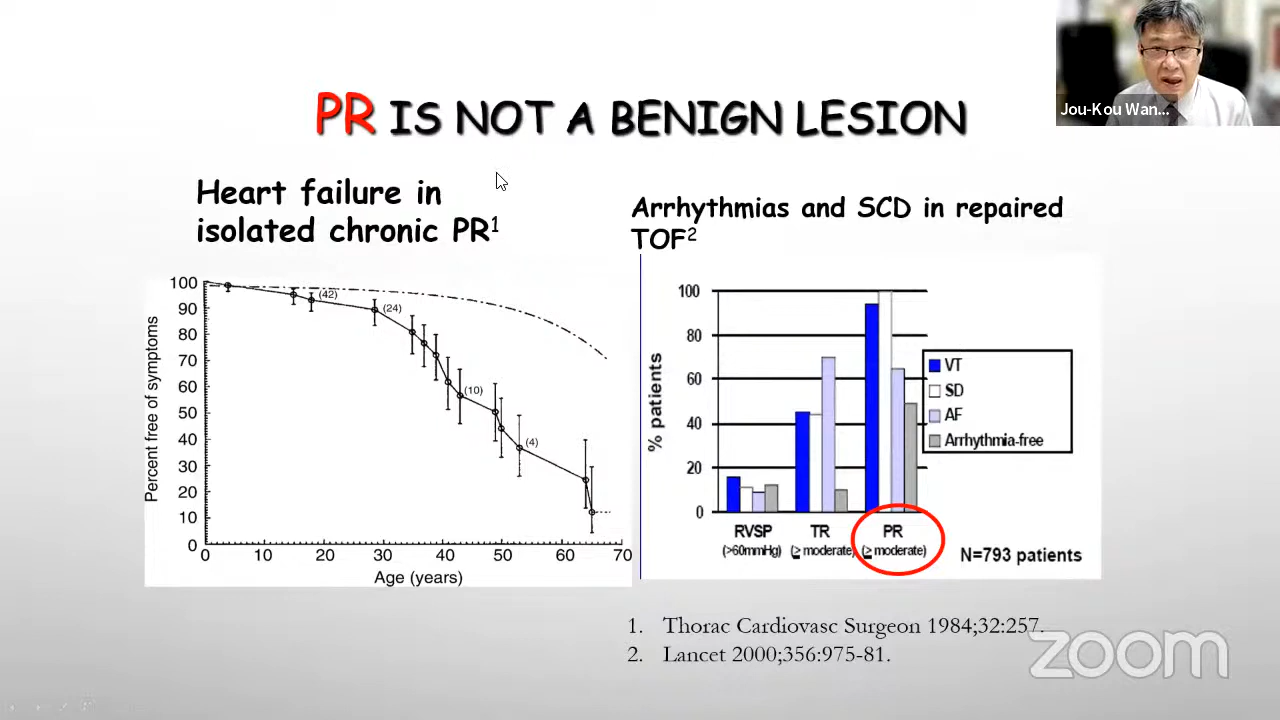 Jou-Kou Wan...
PR IS NOT A BENIGN LESION
Heart failure in
isolated chronic PR1
Arrhythmias and SCD in repaired
TOF2
Percent free of symptoms
100
90
80
70
60
50
40
30
20
10
0
(42)
(24)
(10)
(4)
0 10 20 30 40 50 60 70
Age (years)
% patients
100
80
60
40
20
0
VT
SD
AF
Arrhythmia-free
RVSP TR PR
(>60mmHg) (≥ moderate) (≥ moderate)
N=793 patients
1. Thorac Cardiovasc Surgeon 1984;32:257.
2. Lancet 2000;356:975-81.
zoom